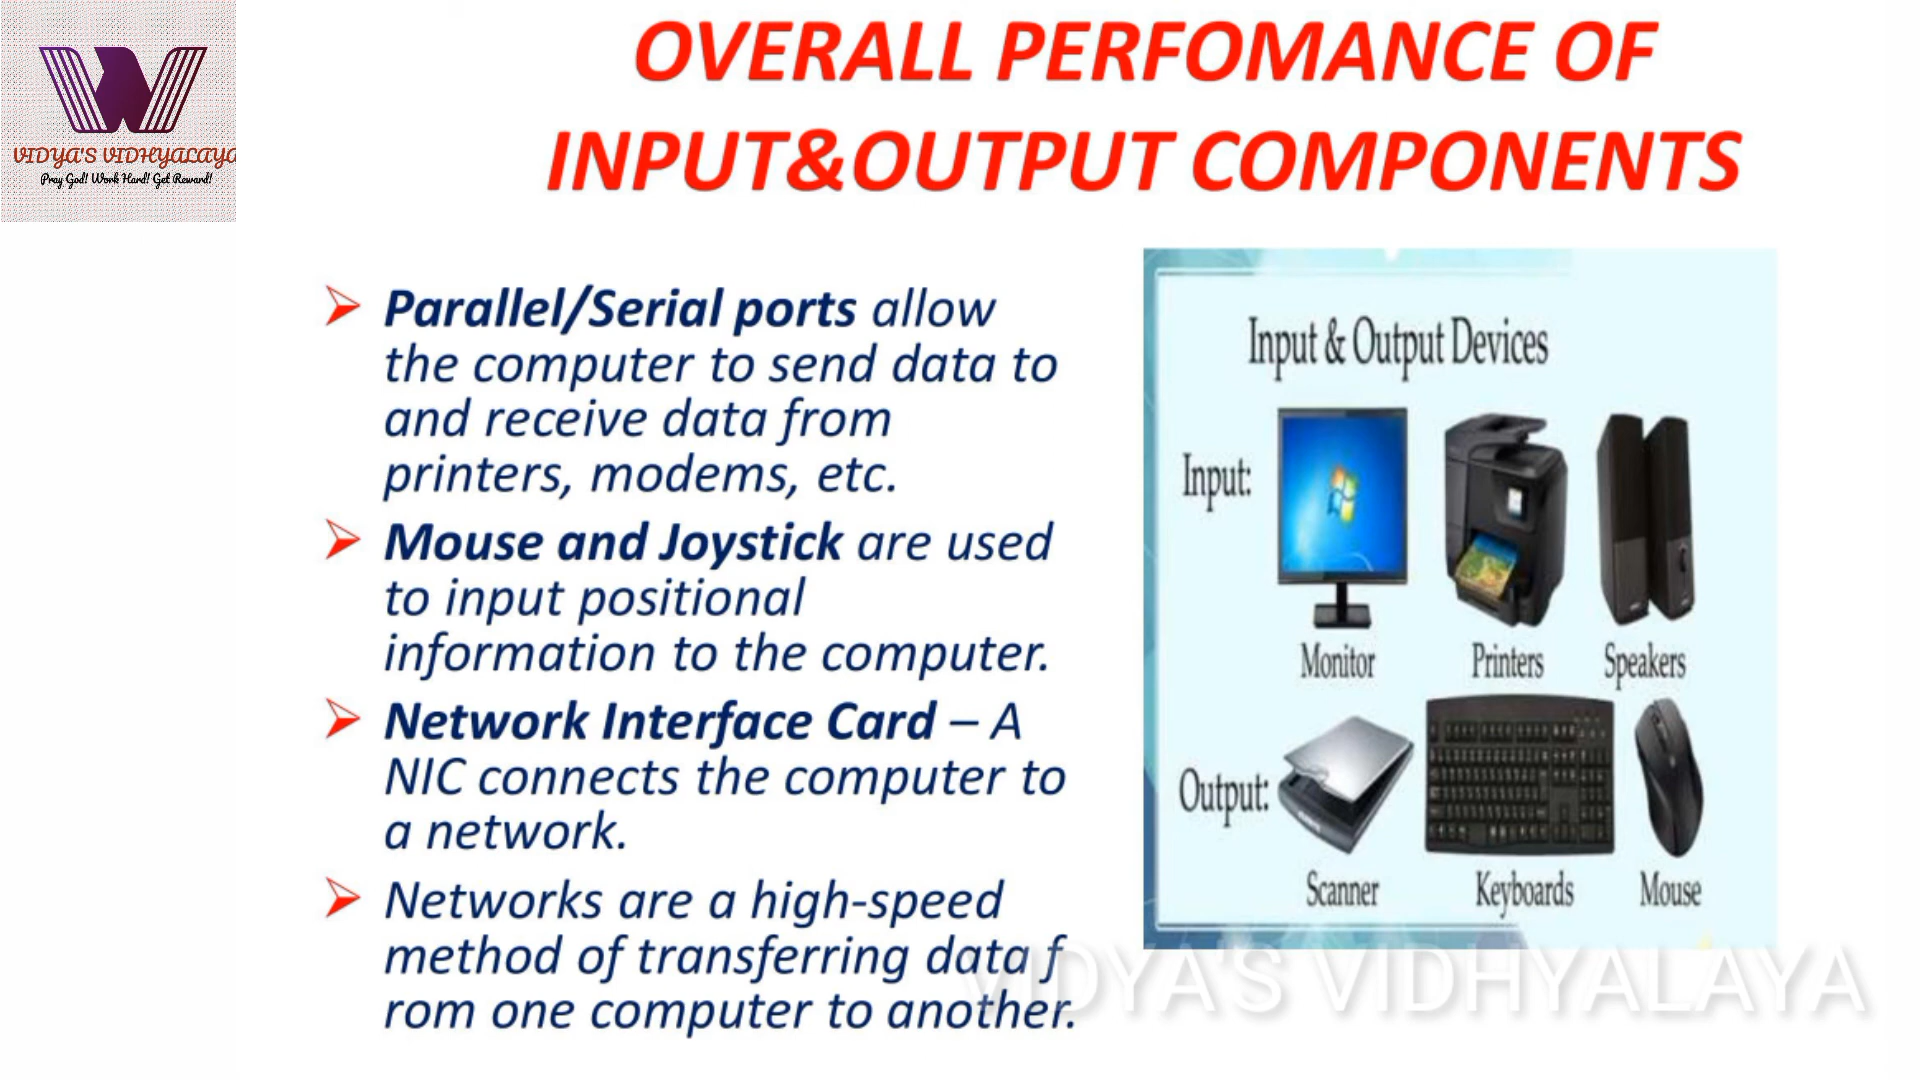 VIDYA'S VIDHYALAYA
Pray God! Work Hard! Get Reward!
OVERALL PERFOMANCE OF
INPUT&OUTPUT COMPONENTS
Parallel/Serial ports allow
the computer to send data to
and receive data from
printers, modems, etc.
Mouse and Joystick are used
to input positional
information to the computer.
Network Interface Card – A
NIC connects the computer to
a network.
Networks are a high-speed
method of transferring data f
rom one computer to another.
Input & Output Devices
Input:
Monitor Printers Speakers
Output:
Scanner Keyboards Mouse
VIDYA'S VIDHYALAYA